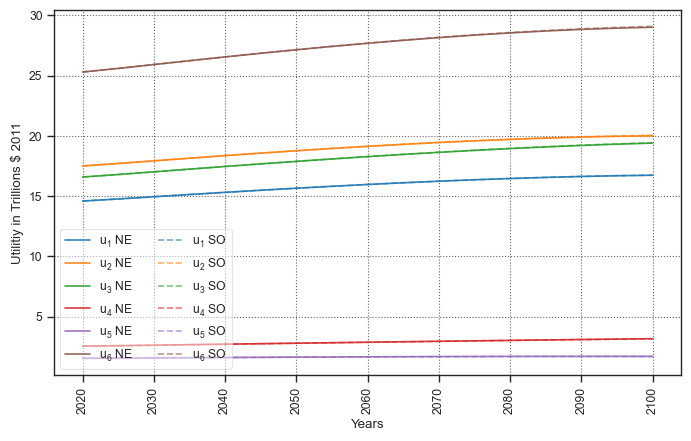 30
25
20
15
10
5
Utilitiy in Trillions $ 2011
u1 NE u1 SO
u2 NE u2 SO
u3 NE u3 SO
u4 NE u4 SO
u5 NE u5 SO
u6 NE u6 SO
2020 2030 2040 2050 2060 2070 2080 2090 2100
Years